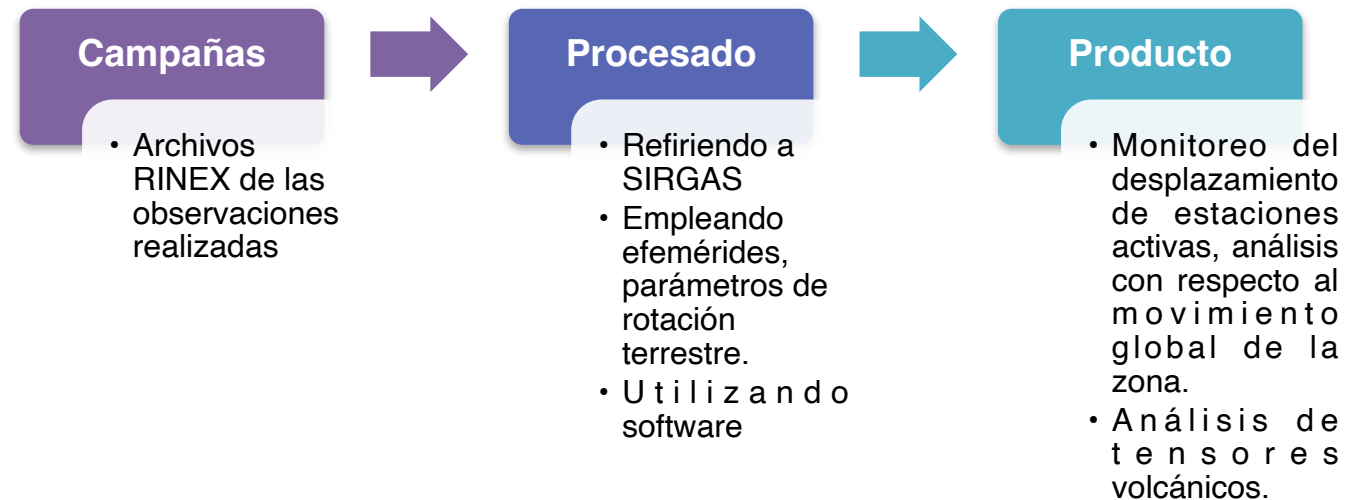 Campañas
• Archivos
RINEX de las
observaciones
realizadas
Procesado
• Refiriendo a
SIRGAS
• Empleando
efemérides,
parámetros de
rotación
terrestre.
• Utilizando
software
Producto
• Monitoreo del
desplazamiento
de estaciones
activas, análisis
con respecto al
movimiento
global de la
zona.
• Análisis de
tensores
volcánicos.